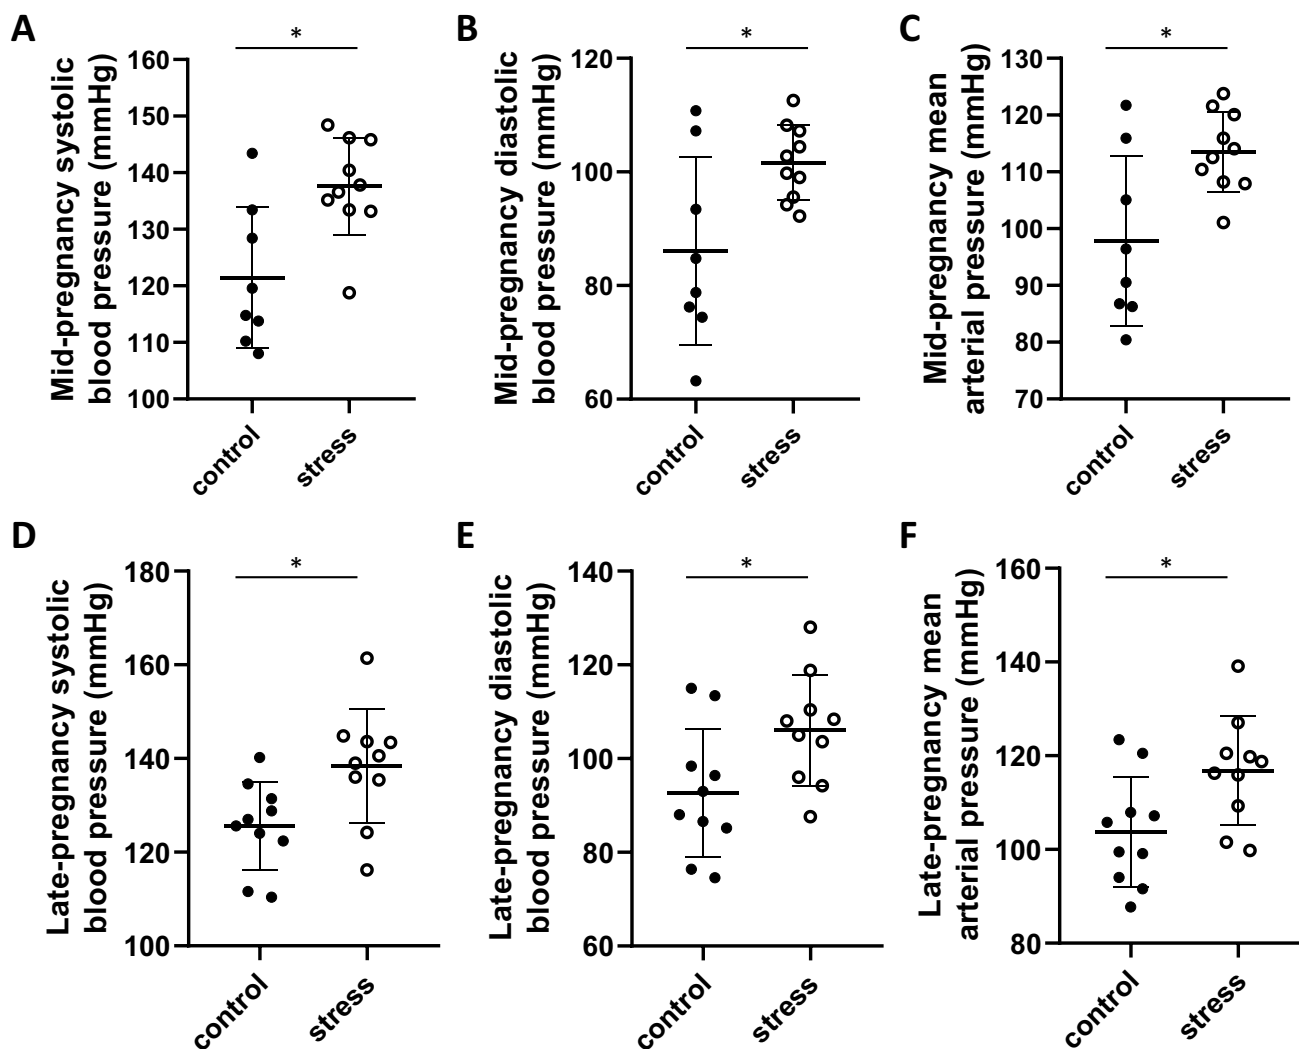 A
*
Mid-pregnancy systolic
blood pressure (mmHg)
160
150
140
130
120
110
100
control
stress
B
*
Mid-pregnancy diastolic
blood pressure (mmHg)
120
100
80
60
control
stress
C
*
Mid-pregnancy mean
arterial pressure (mmHg)
130
120
110
100
90
80
70
control
stress
D
*
Late-pregnancy systolic
blood pressure (mmHg)
180
160
140
120
100
control
stress
E
*
Late-pregnancy diastolic
blood pressure (mmHg)
140
120
100
80
60
control
stress
F
*
Late-pregnancy mean
arterial pressure (mmHg)
160
140
120
100
80
control
stress